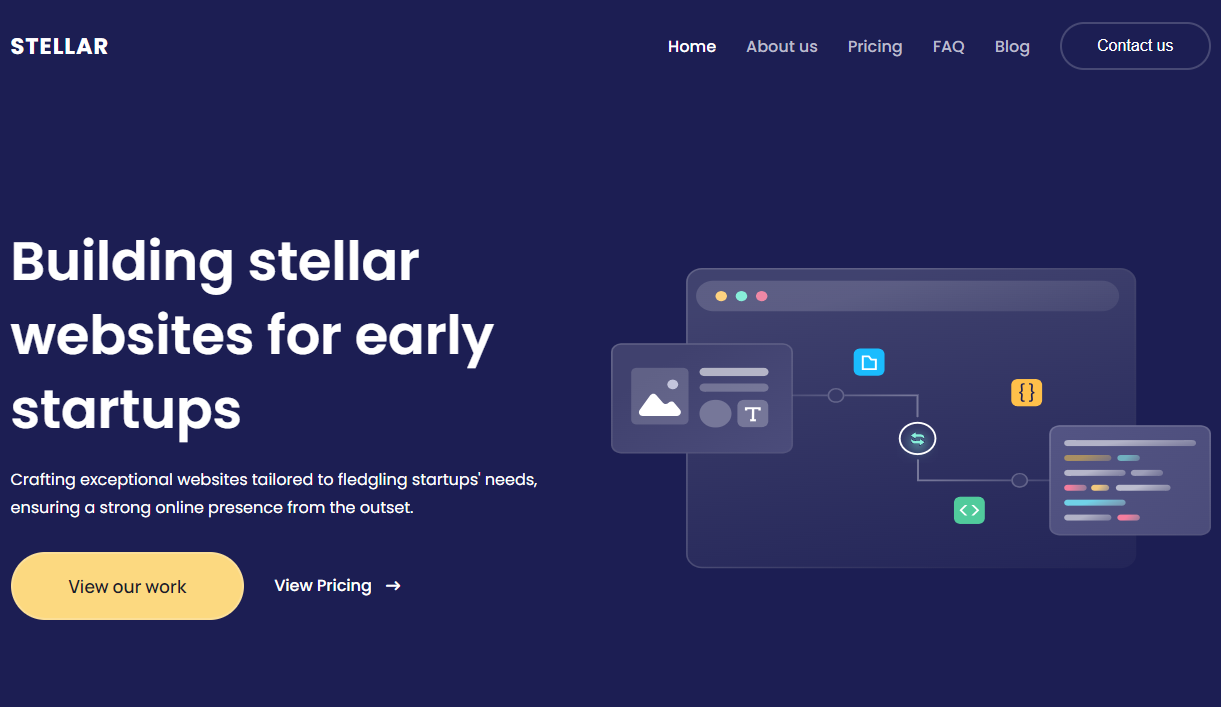 STELLAR
Home About us Pricing FAQ Blog Contact us
Building stellar
websites for early
startups
Crafting exceptional websites tailored to fledgling startups' needs,
ensuring a strong online presence from the outset.
View our work View Pricing →
{ }
T
< >